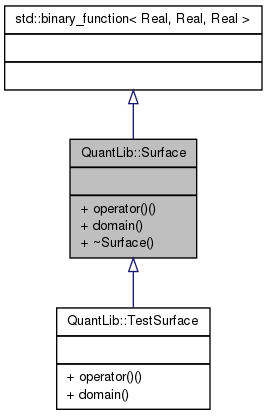 std::binary_function< Real, Real, Real >
QuantLib::Surface
+ operator()()
+ domain()
+ ~Surface()
QuantLib::TestSurface
+ operator()()
+ domain()